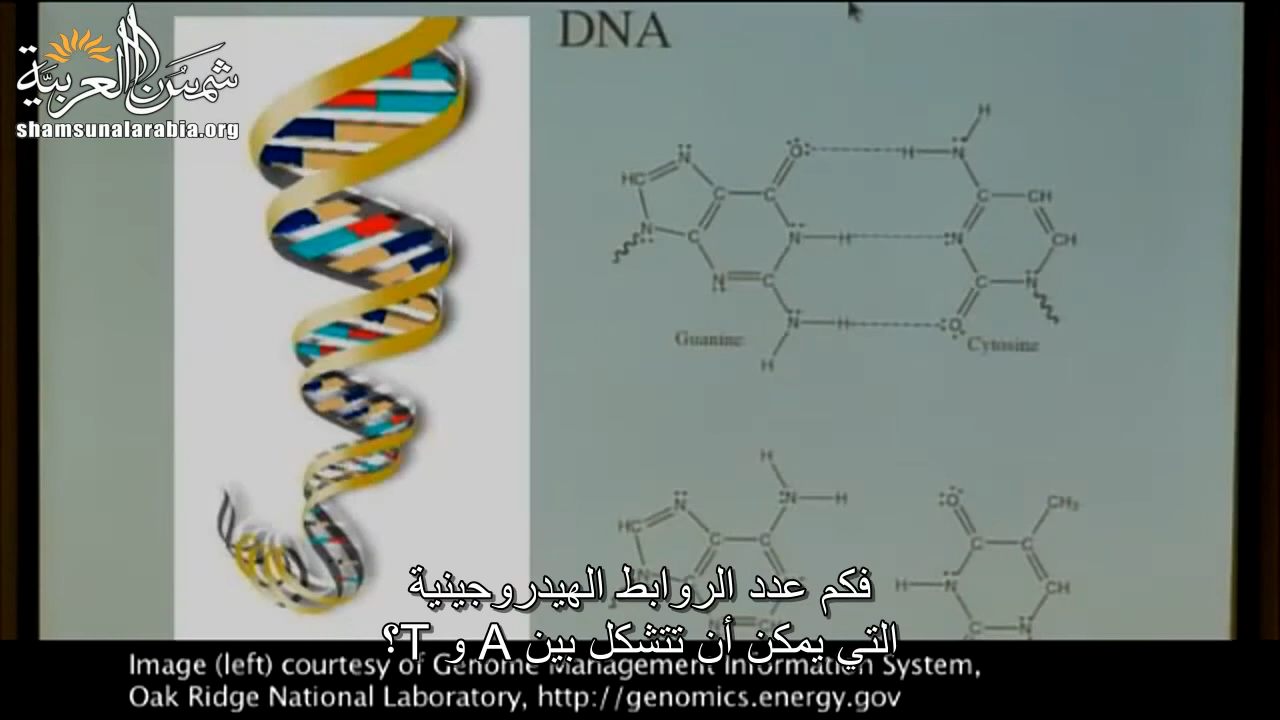 شمس العربية
shamsunalarabia.org
DNA
Guanine
Cytosine
فكم عدد الروابط الهيدروجينية
التي يمكن أن تتشكل بين A و T؟
Image (left) courtesy of Genome Management Information System,
Oak Ridge National Laboratory, http://genomics.energy.gov